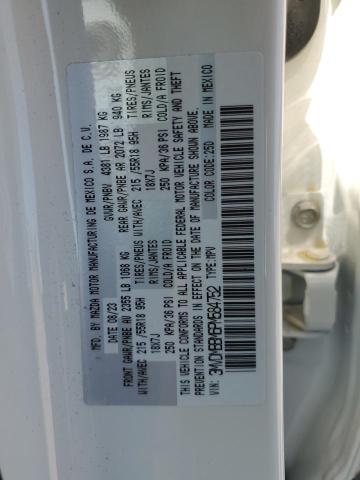 MFD. BY MAZDA MOTOR MANUFACTURING DE MEXICO S.A. DE C.V.
DATE: 08/23 GVWR/PNBV 4381 LB 1987 KG
FRONT GAWR/PNBE AV 2355 LB 1068 KG REAR GAWR/PNBE AR 2072 LB 940 KG
WITH/AVEC 215 /55R18 95H TIRES/PNEUS WITH/AVEC 215 /55R18 95H TIRES/PNEUS
18X7J RIMS/JANTES 18X7J RIMS/JANTES
250 KPA/36 PSI COLD/A FROID 250 KPA/36 PSI COLD/A FROID
THIS VEHICLE CONFORMS TO ALL APPLICABLE FEDERAL MOTOR VEHICLE SAFETY AND THEFT
PREVENTION STANDARDS IN EFFECT ON THE DATE OF MANUFACTURE SHOWN ABOVE.
VIN: TYPE: MPV COLOR CODE: 25D MADE IN MEXICO